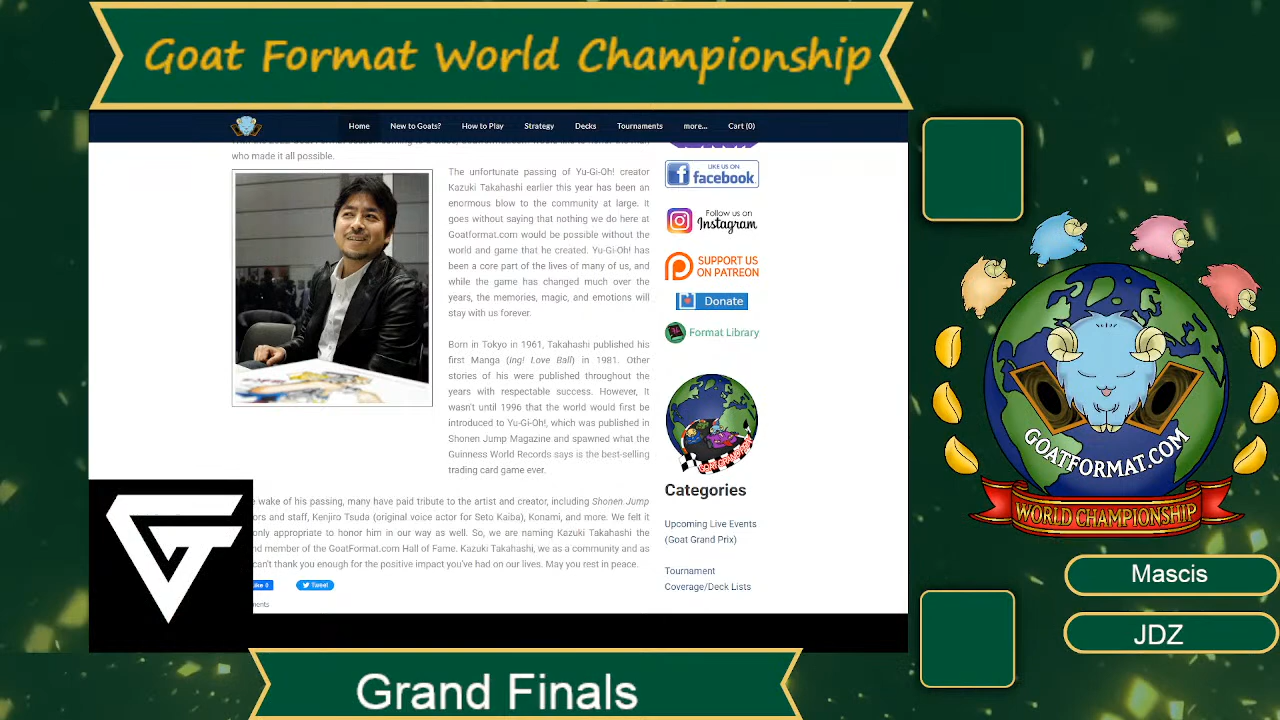 Goat Format World Championship
Home New to Goats? How to Play Strategy Decks Tournaments more... Cart (0)
who made it all possible.
The unfortunate passing of Yu-Gi-Oh! creator
Kazuki Takahashi earlier this year has been an
enormous blow to the community at large. It
goes without saying that nothing we do here at
Goatformat.com would be possible without the
world and game that he created. Yu-Gi-Oh! has
been a core part of the lives of many of us, and
while the game has changed much over the
years, the memories, magic, and emotions will
stay with us forever.
Born in Tokyo in 1961, Takahashi published his
first Manga (Ing! Love Ball) in 1981. Other
stories of his were published throughout the
years with respectable success. However, it
wasn't until 1996 that the world would first be
introduced to Yu-Gi-Oh!, which was published in
Shonen Jump Magazine and spawned what the
Guinness World Records says is the best-selling
trading card game ever.
wake of his passing, many have paid tribute to the artist and creator, including Shonen Jump
ors and staff, Kenjiro Tsuda (original voice actor for Seto Kaiba), Konami, and more. We felt it
only appropriate to honor him in our way as well. So, we are naming Kazuki Takahashi the
nd member of the GoatFormat.com Hall of Fame. Kazuki Takahashi, we as a community and as
can't thank you enough for the positive impact you've had on our lives. May you rest in peace.
ike 0 Tweet
ments
LIKE US ON
facebook
Follow us on
Instagram
SUPPORT US
ON PATREON
Donate
Format Library
GOAT GRAND PRIX
Categories
Upcoming Live Events
(Goat Grand Prix)
Tournament
Coverage/Deck Lists
GOATFORMAT.COM
WORLD CHAMPIONSHIP
Mascis
JDZ
Grand Finals